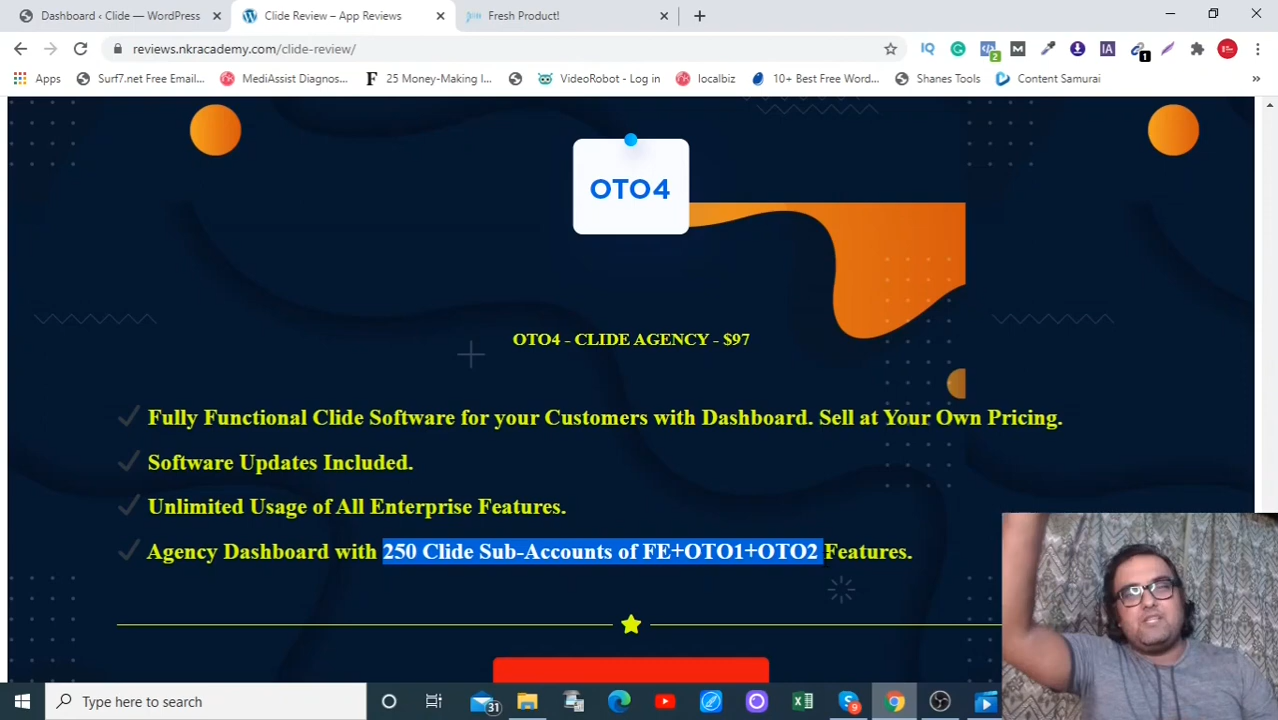 Dashboard ‹ Clide — WordPress
Clide Review – App Reviews
Fresh Product!
reviews.nkracademy.com/clide-review/
Apps
Surf7.net Free Email...
MediAssist Diagnos...
25 Money-Making I...
VideoRobot - Log in
localbiz
10+ Best Free Word...
Shanes Tools
Content Samurai
»
OTO4
OTO4 - CLIDE AGENCY - $97
Fully Functional Clide Software for your Customers with Dashboard. Sell at Your Own Pricing.
Software Updates Included.
Unlimited Usage of All Enterprise Features.
Agency Dashboard with 250 Clide Sub-Accounts of FE+OTO1+OTO2 Features.
Type here to search
31
9